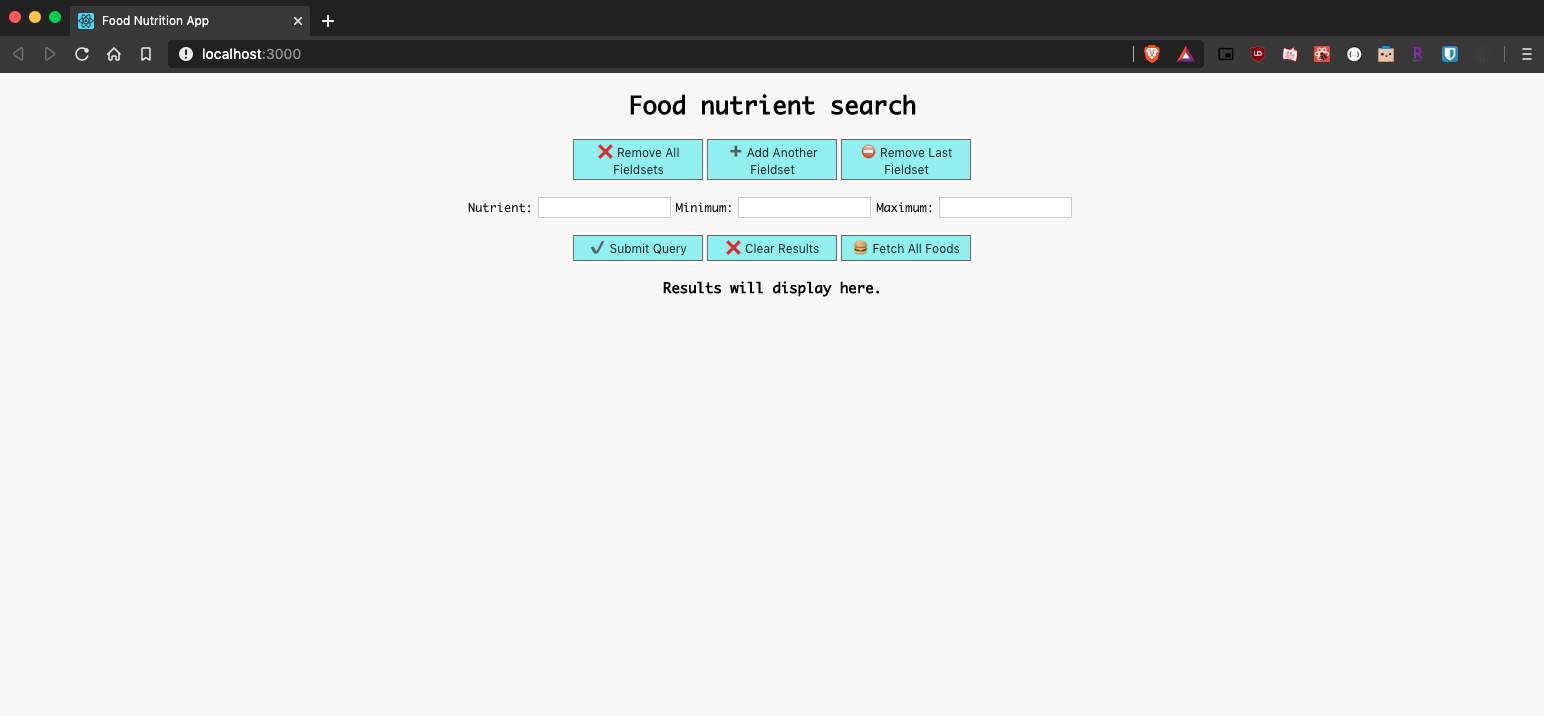 Food Nutrition App
localhost:3000
Food nutrient search
Remove All
Fieldsets
Add Another
Fieldset
Remove Last
Fieldset
Nutrient: Minimum: Maximum:
Submit Query Clear Results Fetch All Foods
Results will display here.